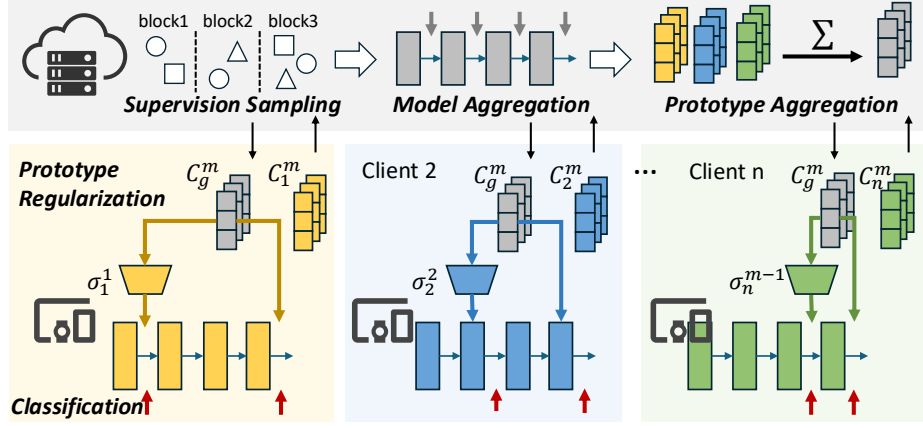 block1 block2 block3
Σ
Supervision Sampling Model Aggregation Prototype Aggregation
Prototype Regularization
C_g^m C_1^m
σ_1^1
Classification
Client 2
C_g^m C_2^m
σ_2^2
...
Client n
C_g^m C_n^m
σ_n^{m-1}